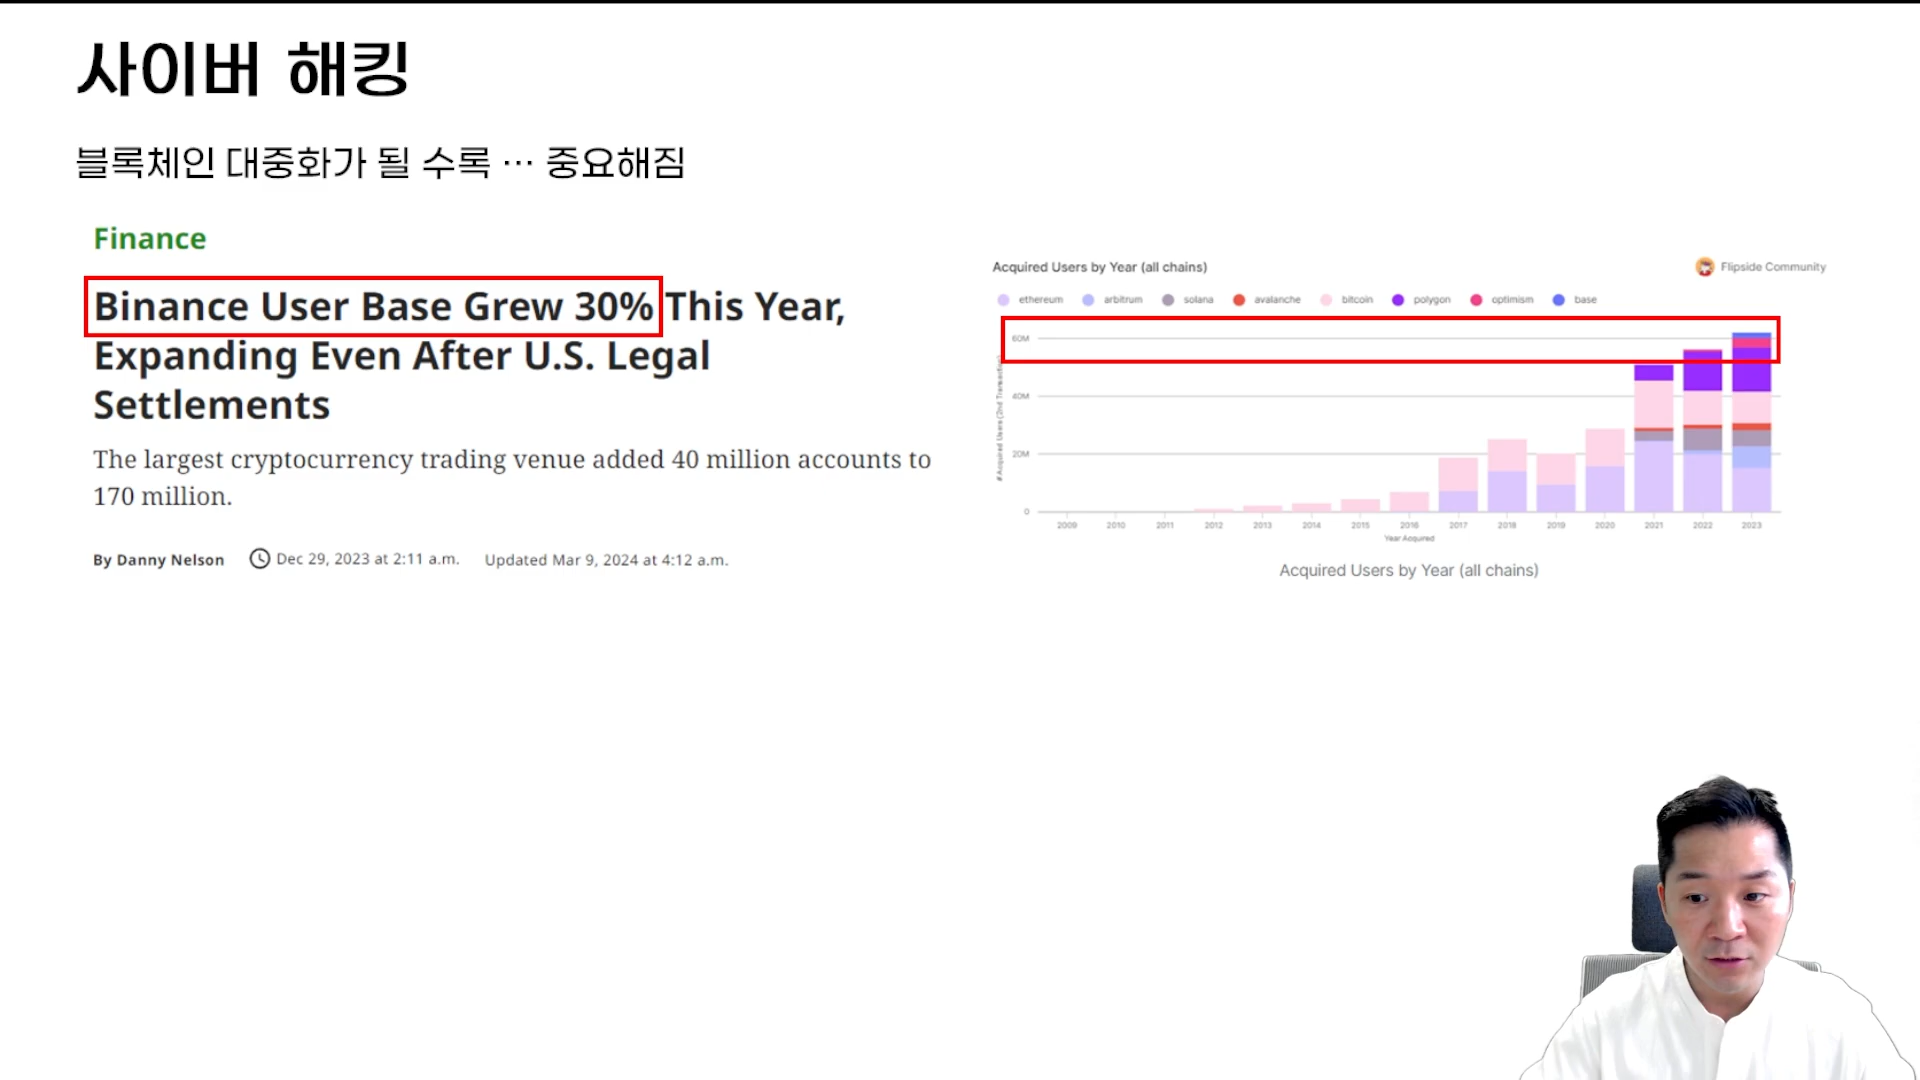 사이버 해킹
블록체인 대중화가 될 수록 … 중요해짐
Finance
Binance User Base Grew 30% This Year,
Expanding Even After U.S. Legal
Settlements
The largest cryptocurrency trading venue added 40 million accounts to
170 million.
By Danny Nelson Dec 29, 2023 at 2:11 a.m. Updated Mar 9, 2024 at 4:12 a.m.
Acquired Users by Year (all chains)
Flipside Community
ethereum arbitrum solana avalanche bitcoin polygon optimism base
60M
40M
20M
0
# Acquired Users (2nd Transaction)
2009 2010 2011 2012 2013 2014 2015 2016 2017 2018 2019 2020 2021 2022 2023
Year Acquired
Acquired Users by Year (all chains)